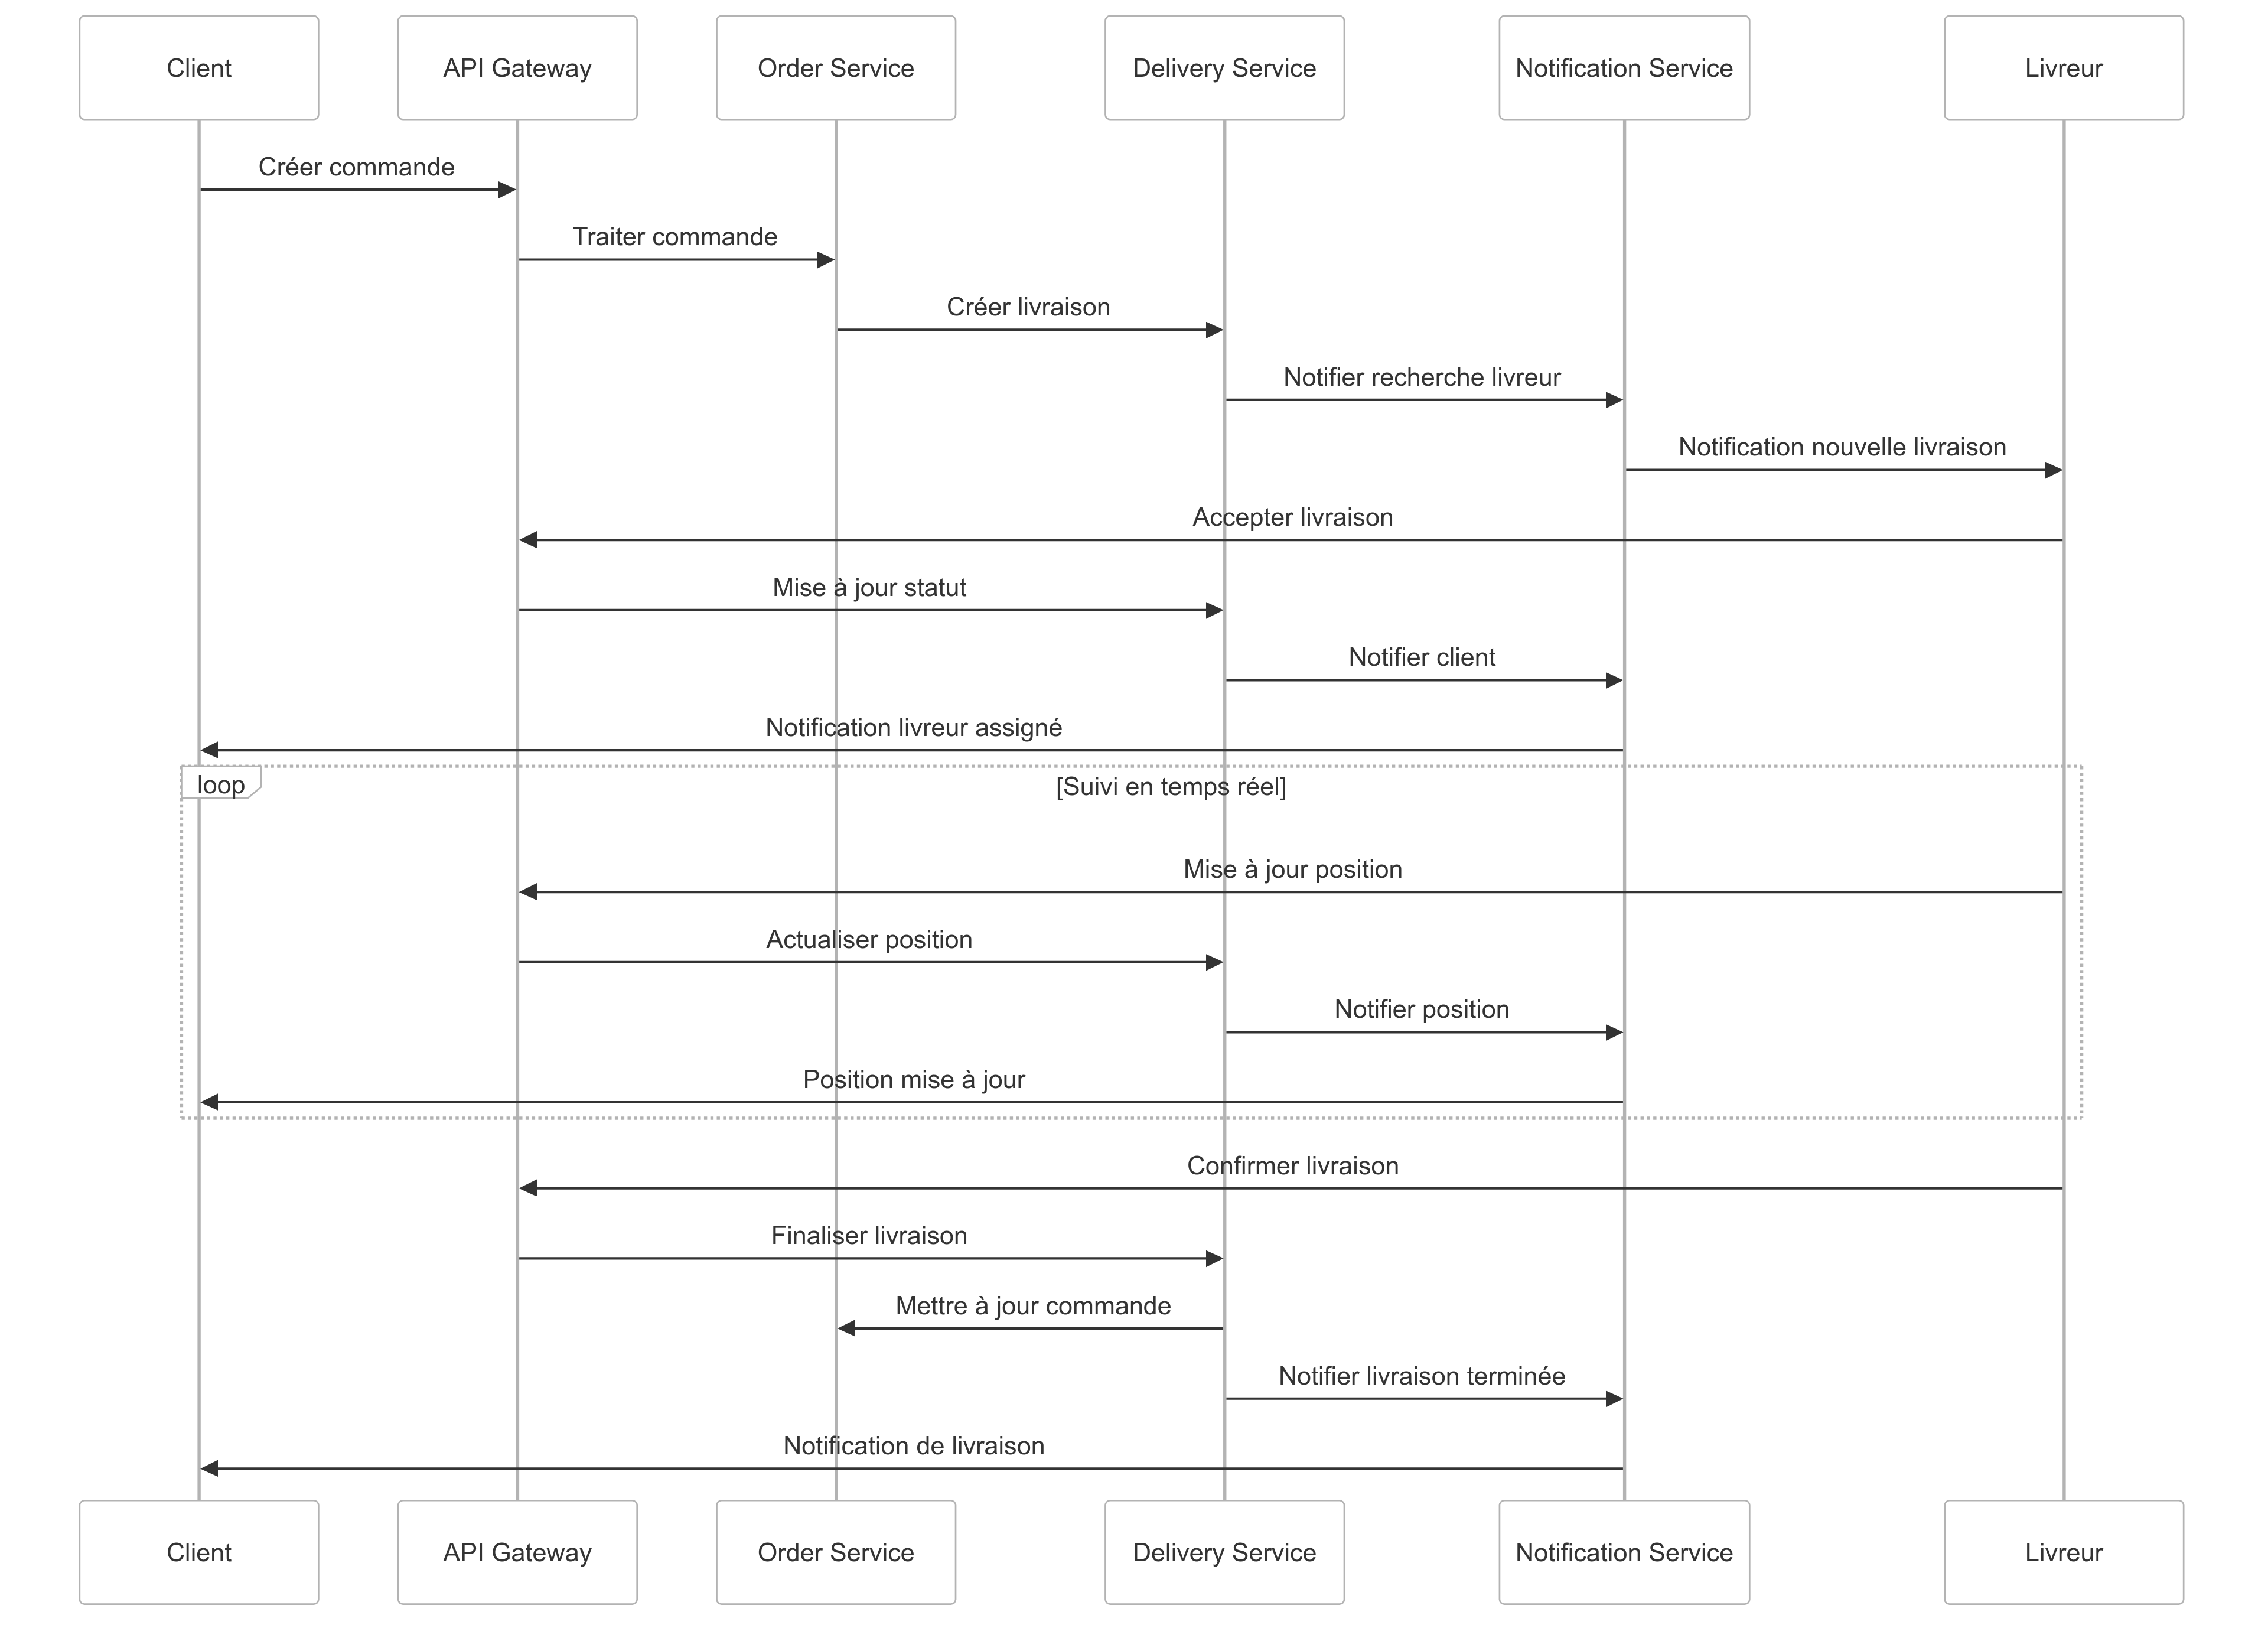 Client
API Gateway
Order Service
Delivery Service
Notification Service
Livreur
Créer commande
Traiter commande
Créer livraison
Notifier recherche livreur
Notification nouvelle livraison
Accepter livraison
Mise à jour statut
Notifier client
Notification livreur assigné
loop
[Suivi en temps réel]
Mise à jour position
Actualiser position
Notifier position
Position mise à jour
Confirmer livraison
Finaliser livraison
Mettre à jour commande
Notifier livraison terminée
Notification de livraison
Client
API Gateway
Order Service
Delivery Service
Notification Service
Livreur